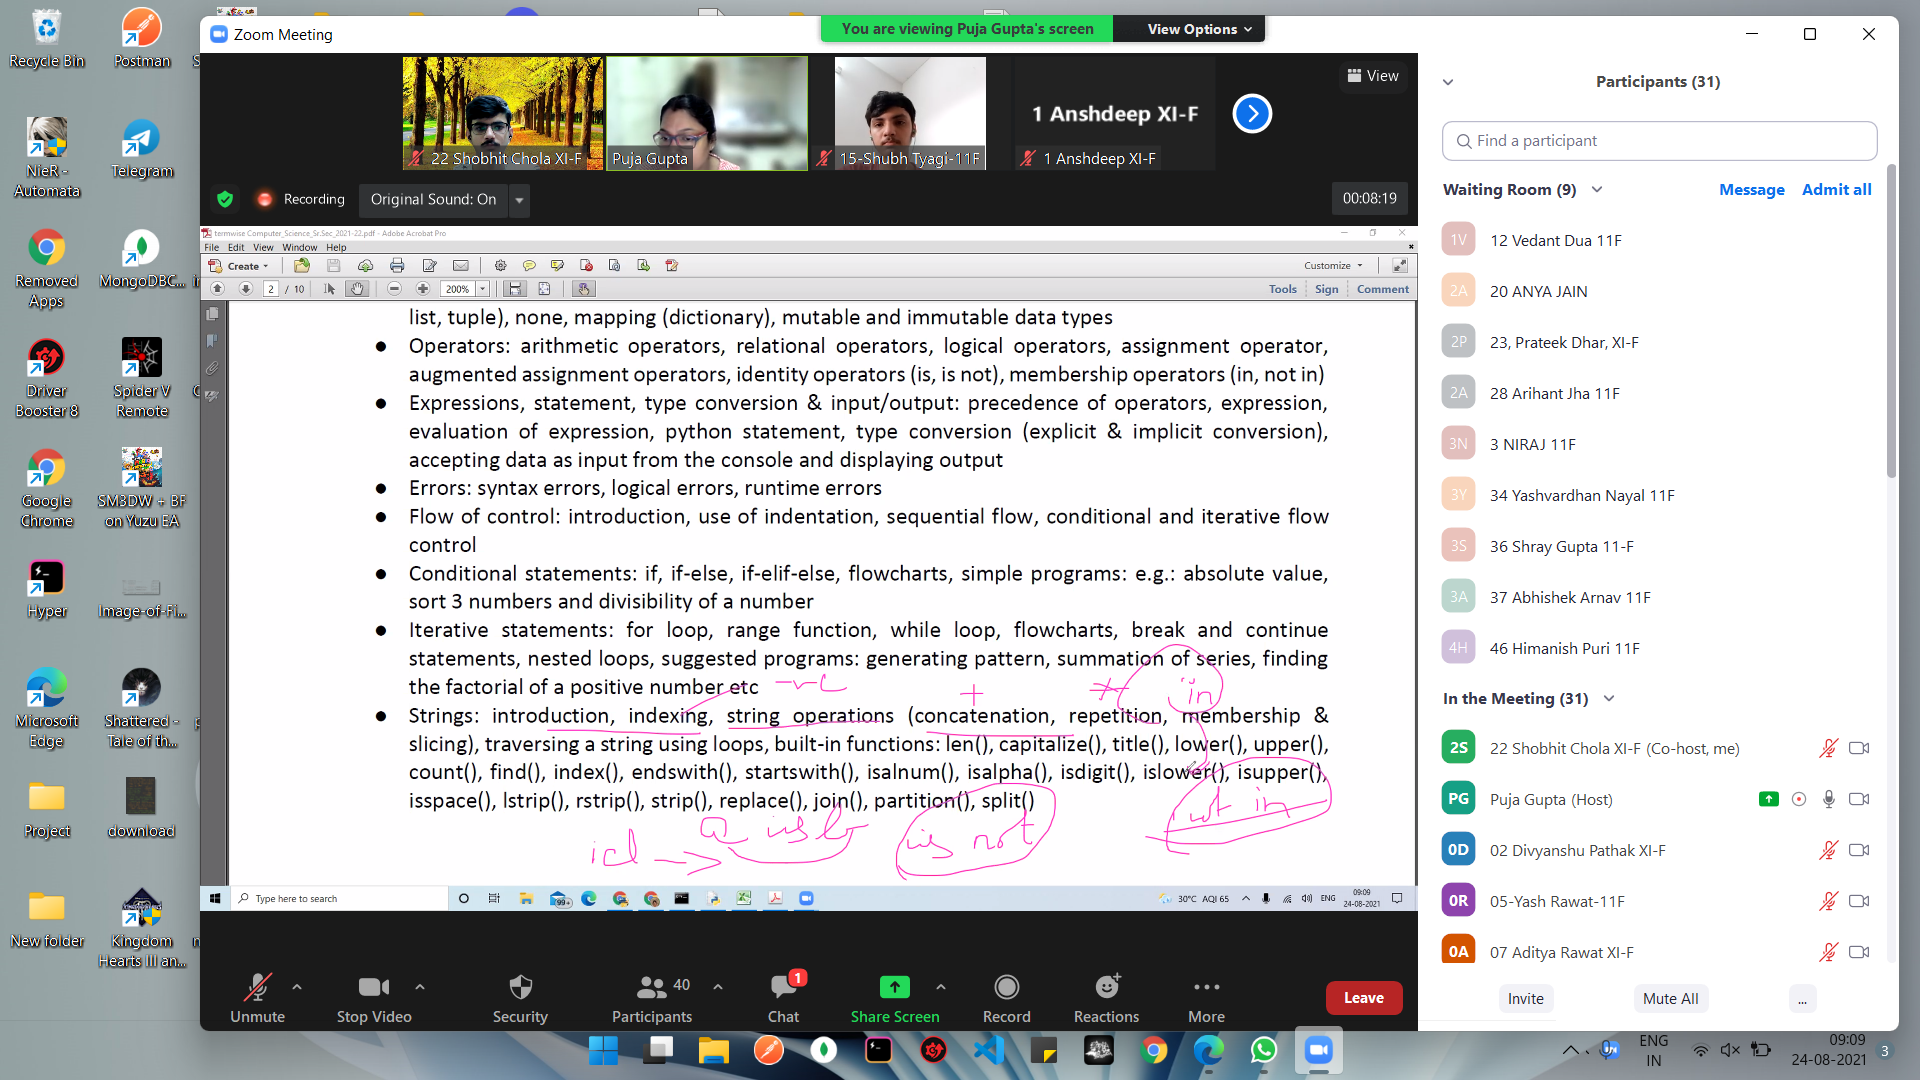 Recycle Bin
Postman
NieR - Automata
Telegram
Removed Apps
MongoDBC...
Driver Booster 8
Spider V Remote
Google Chrome
SM3DW + BF on Yuzu EA
Hyper
Image-of-Fi...
Microsoft Edge
Shattered - Tale of th...
Project
download
New folder
Kingdom Hearts III an...
Zoom Meeting
You are viewing Puja Gupta's screen
View Options
22 Shobhit Chola XI-F
Puja Gupta
15-Shubh Tyagi-11F
1 Anshdeep XI-F
1 Anshdeep XI-F
View
Recording
Original Sound: On
00:08:19
termwise Computer_Science_Sr.Sec_2021-22.pdf - Adobe Acrobat Pro
File Edit View Window Help
Create
Customize
2 / 10
200%
Tools Sign Comment
list, tuple), none, mapping (dictionary), mutable and immutable data types
● Operators: arithmetic operators, relational operators, logical operators, assignment operator,
augmented assignment operators, identity operators (is, is not), membership operators (in, not in)
● Expressions, statement, type conversion & input/output: precedence of operators, expression,
evaluation of expression, python statement, type conversion (explicit & implicit conversion),
accepting data as input from the console and displaying output
● Errors: syntax errors, logical errors, runtime errors
● Flow of control: introduction, use of indentation, sequential flow, conditional and iterative flow
control
● Conditional statements: if, if-else, if-elif-else, flowcharts, simple programs: e.g.: absolute value,
sort 3 numbers and divisibility of a number
● Iterative statements: for loop, range function, while loop, flowcharts, break and continue
statements, nested loops, suggested programs: generating pattern, summation of series, finding
the factorial of a positive number etc
-ve + * in
● Strings: introduction, indexing, string operations (concatenation, repetition, membership &
slicing), traversing a string using loops, built-in functions: len(), capitalize(), title(), lower(), upper(),
count(), find(), index(), endswith(), startswith(), isalnum(), isalpha(), isdigit(), islower(), isupper(),
isspace(), lstrip(), rstrip(), strip(), replace(), join(), partition(), split()
not in
id → a is b
is not
Type here to search
99+
30°C AQI 65
ENG
09:09
24-08-2021
Unmute
Stop Video
Security
Participants
40
Chat
1
Share Screen
Record
Reactions
More
Leave
Participants (31)
Find a participant
Waiting Room (9)
Message
Admit all
1V 12 Vedant Dua 11F
2A 20 ANYA JAIN
2P 23, Prateek Dhar, XI-F
2A 28 Arihant Jha 11F
3N 3 NIRAJ 11F
3Y 34 Yashvardhan Nayal 11F
3S 36 Shray Gupta 11-F
3A 37 Abhishek Arnav 11F
4H 46 Himanish Puri 11F
In the Meeting (31)
2S 22 Shobhit Chola XI-F (Co-host, me)
PG Puja Gupta (Host)
0D 02 Divyanshu Pathak XI-F
0R 05-Yash Rawat-11F
0A 07 Aditya Rawat XI-F
Invite
Mute All
...
ENG
IN
09:09
24-08-2021
3